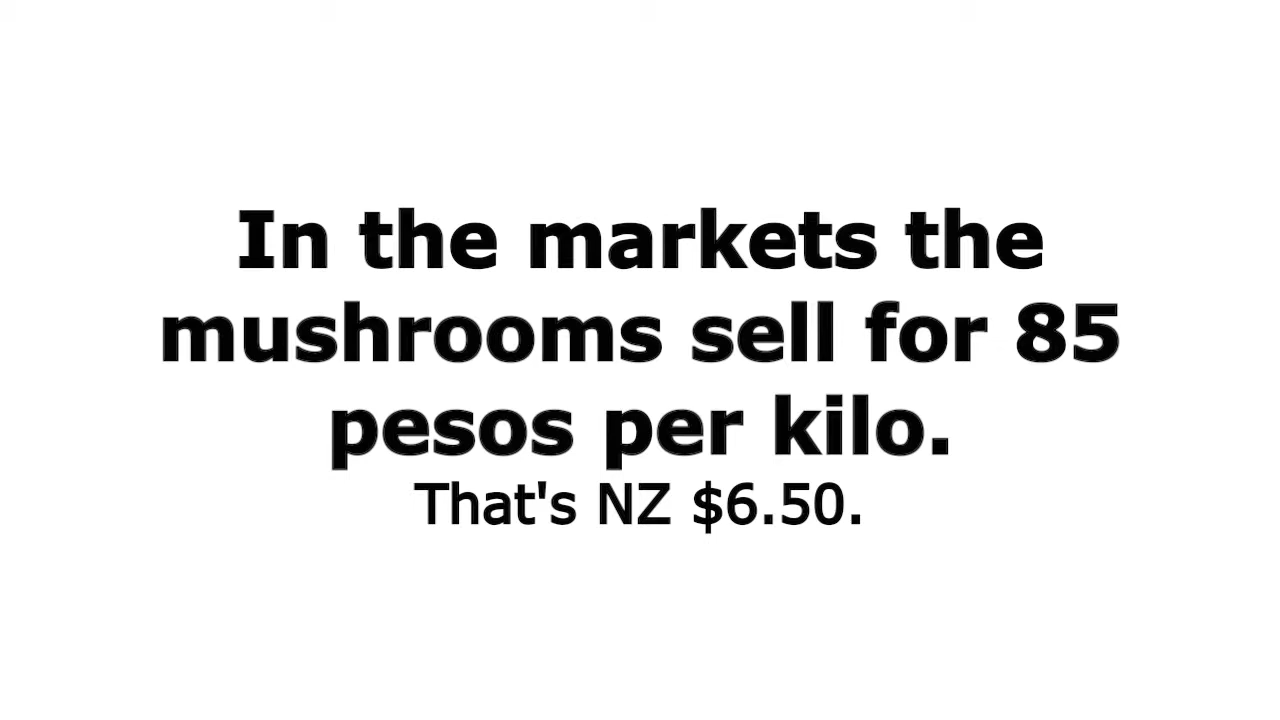 In the markets the
mushrooms sell for 85
pesos per kilo.
That's NZ $6.50.